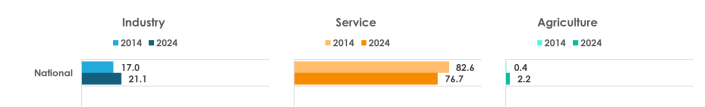 Industry
2014 2024
Service
2014 2024
Agriculture
2014 2024
National
17.0
21.1
82.6
76.7
0.4
2.2